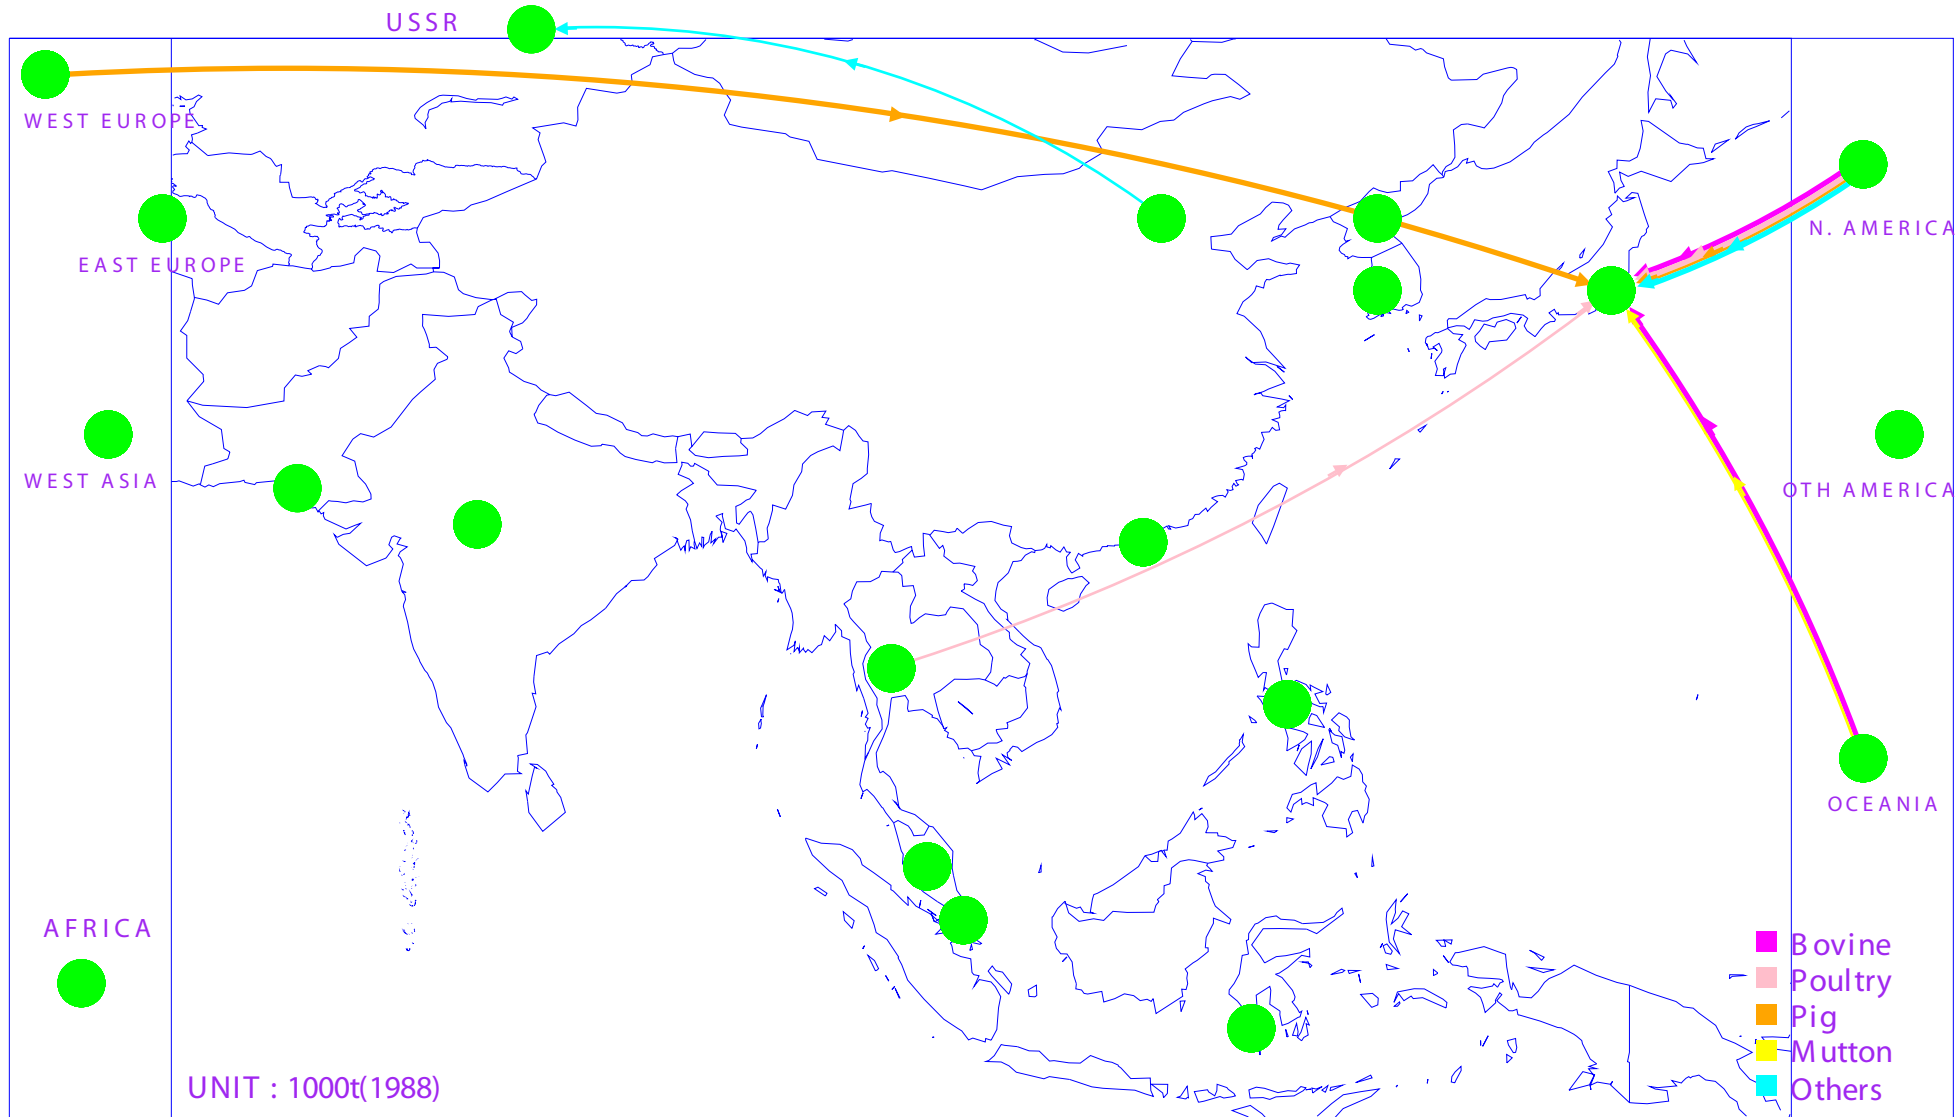 USSR
WEST EUROPE
N. AMERICA
EAST EUROPE
WEST ASIA
OTH AMERICA
OCEANIA
AFRICA
Bovine
Poultry
Pig
Mutton
Others
UNIT : 1000t(1988)